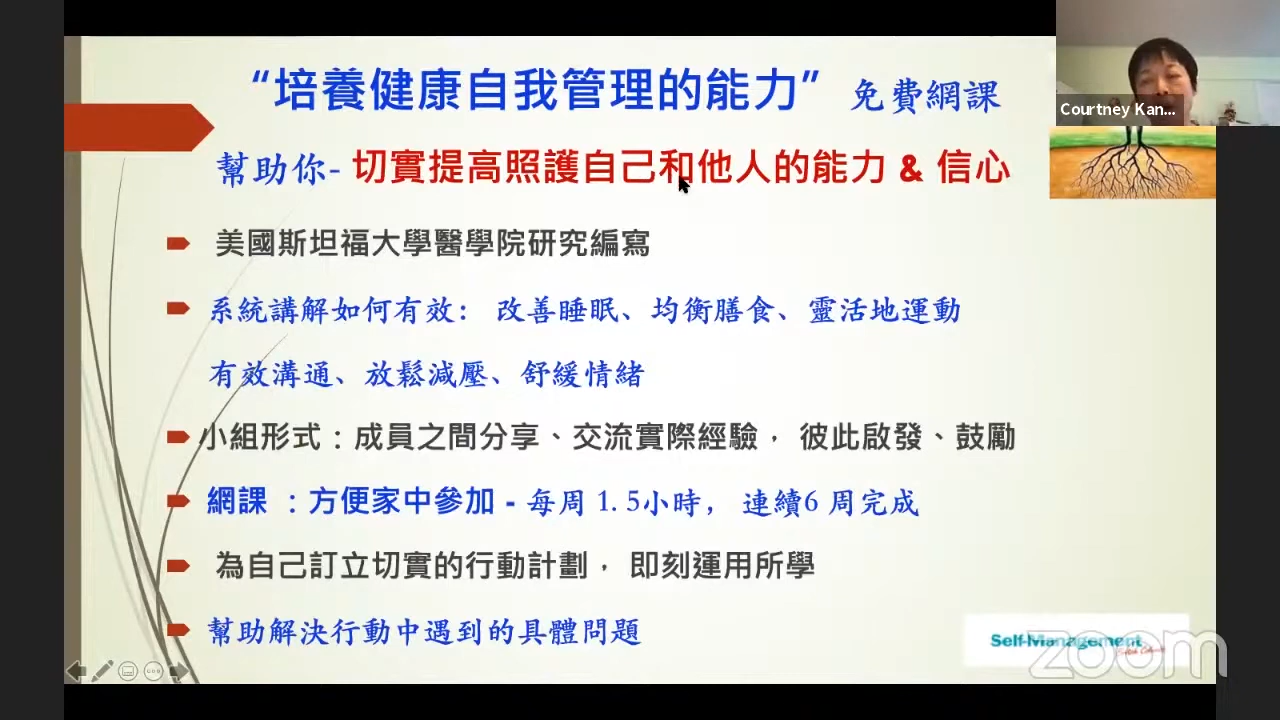 “培養健康自我管理的能力” 免費網課
幫助你- 切實提高照護自己和他人的能力 & 信心
美國斯坦福大學醫學院研究編寫
系統講解如何有效： 改善睡眠、均衡膳食、靈活地運動
有效溝通、放鬆減壓、舒緩情緒
小組形式：成員之間分享、交流實際經驗， 彼此啟發、鼓勵
網課 ：方便家中參加 - 每周 1.5小時， 連續6 周完成
為自己訂立切實的行動計劃， 即刻運用所學
幫助解決行動中遇到的具體問題
Courtney Kan...
Self-Management
zoom